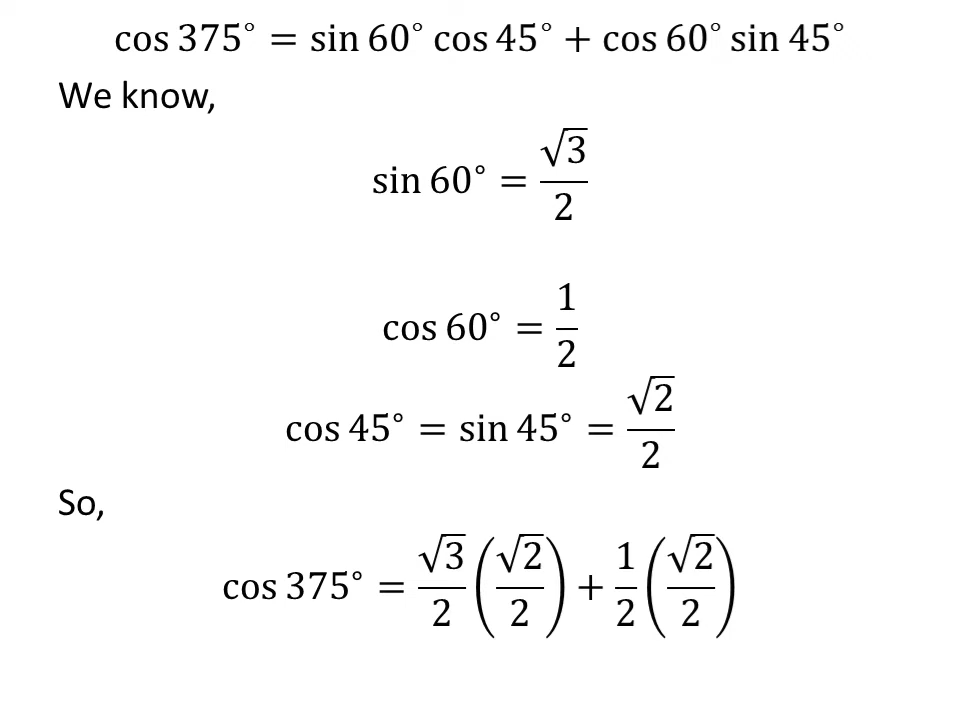 cos 375° = sin 60° cos 45° + cos 60° sin 45°
We know,
sin 60° = √3/2
cos 60° = 1/2
cos 45° = sin 45° = √2/2
So,
cos 375° = √3/2 (√2/2) + 1/2 (√2/2)